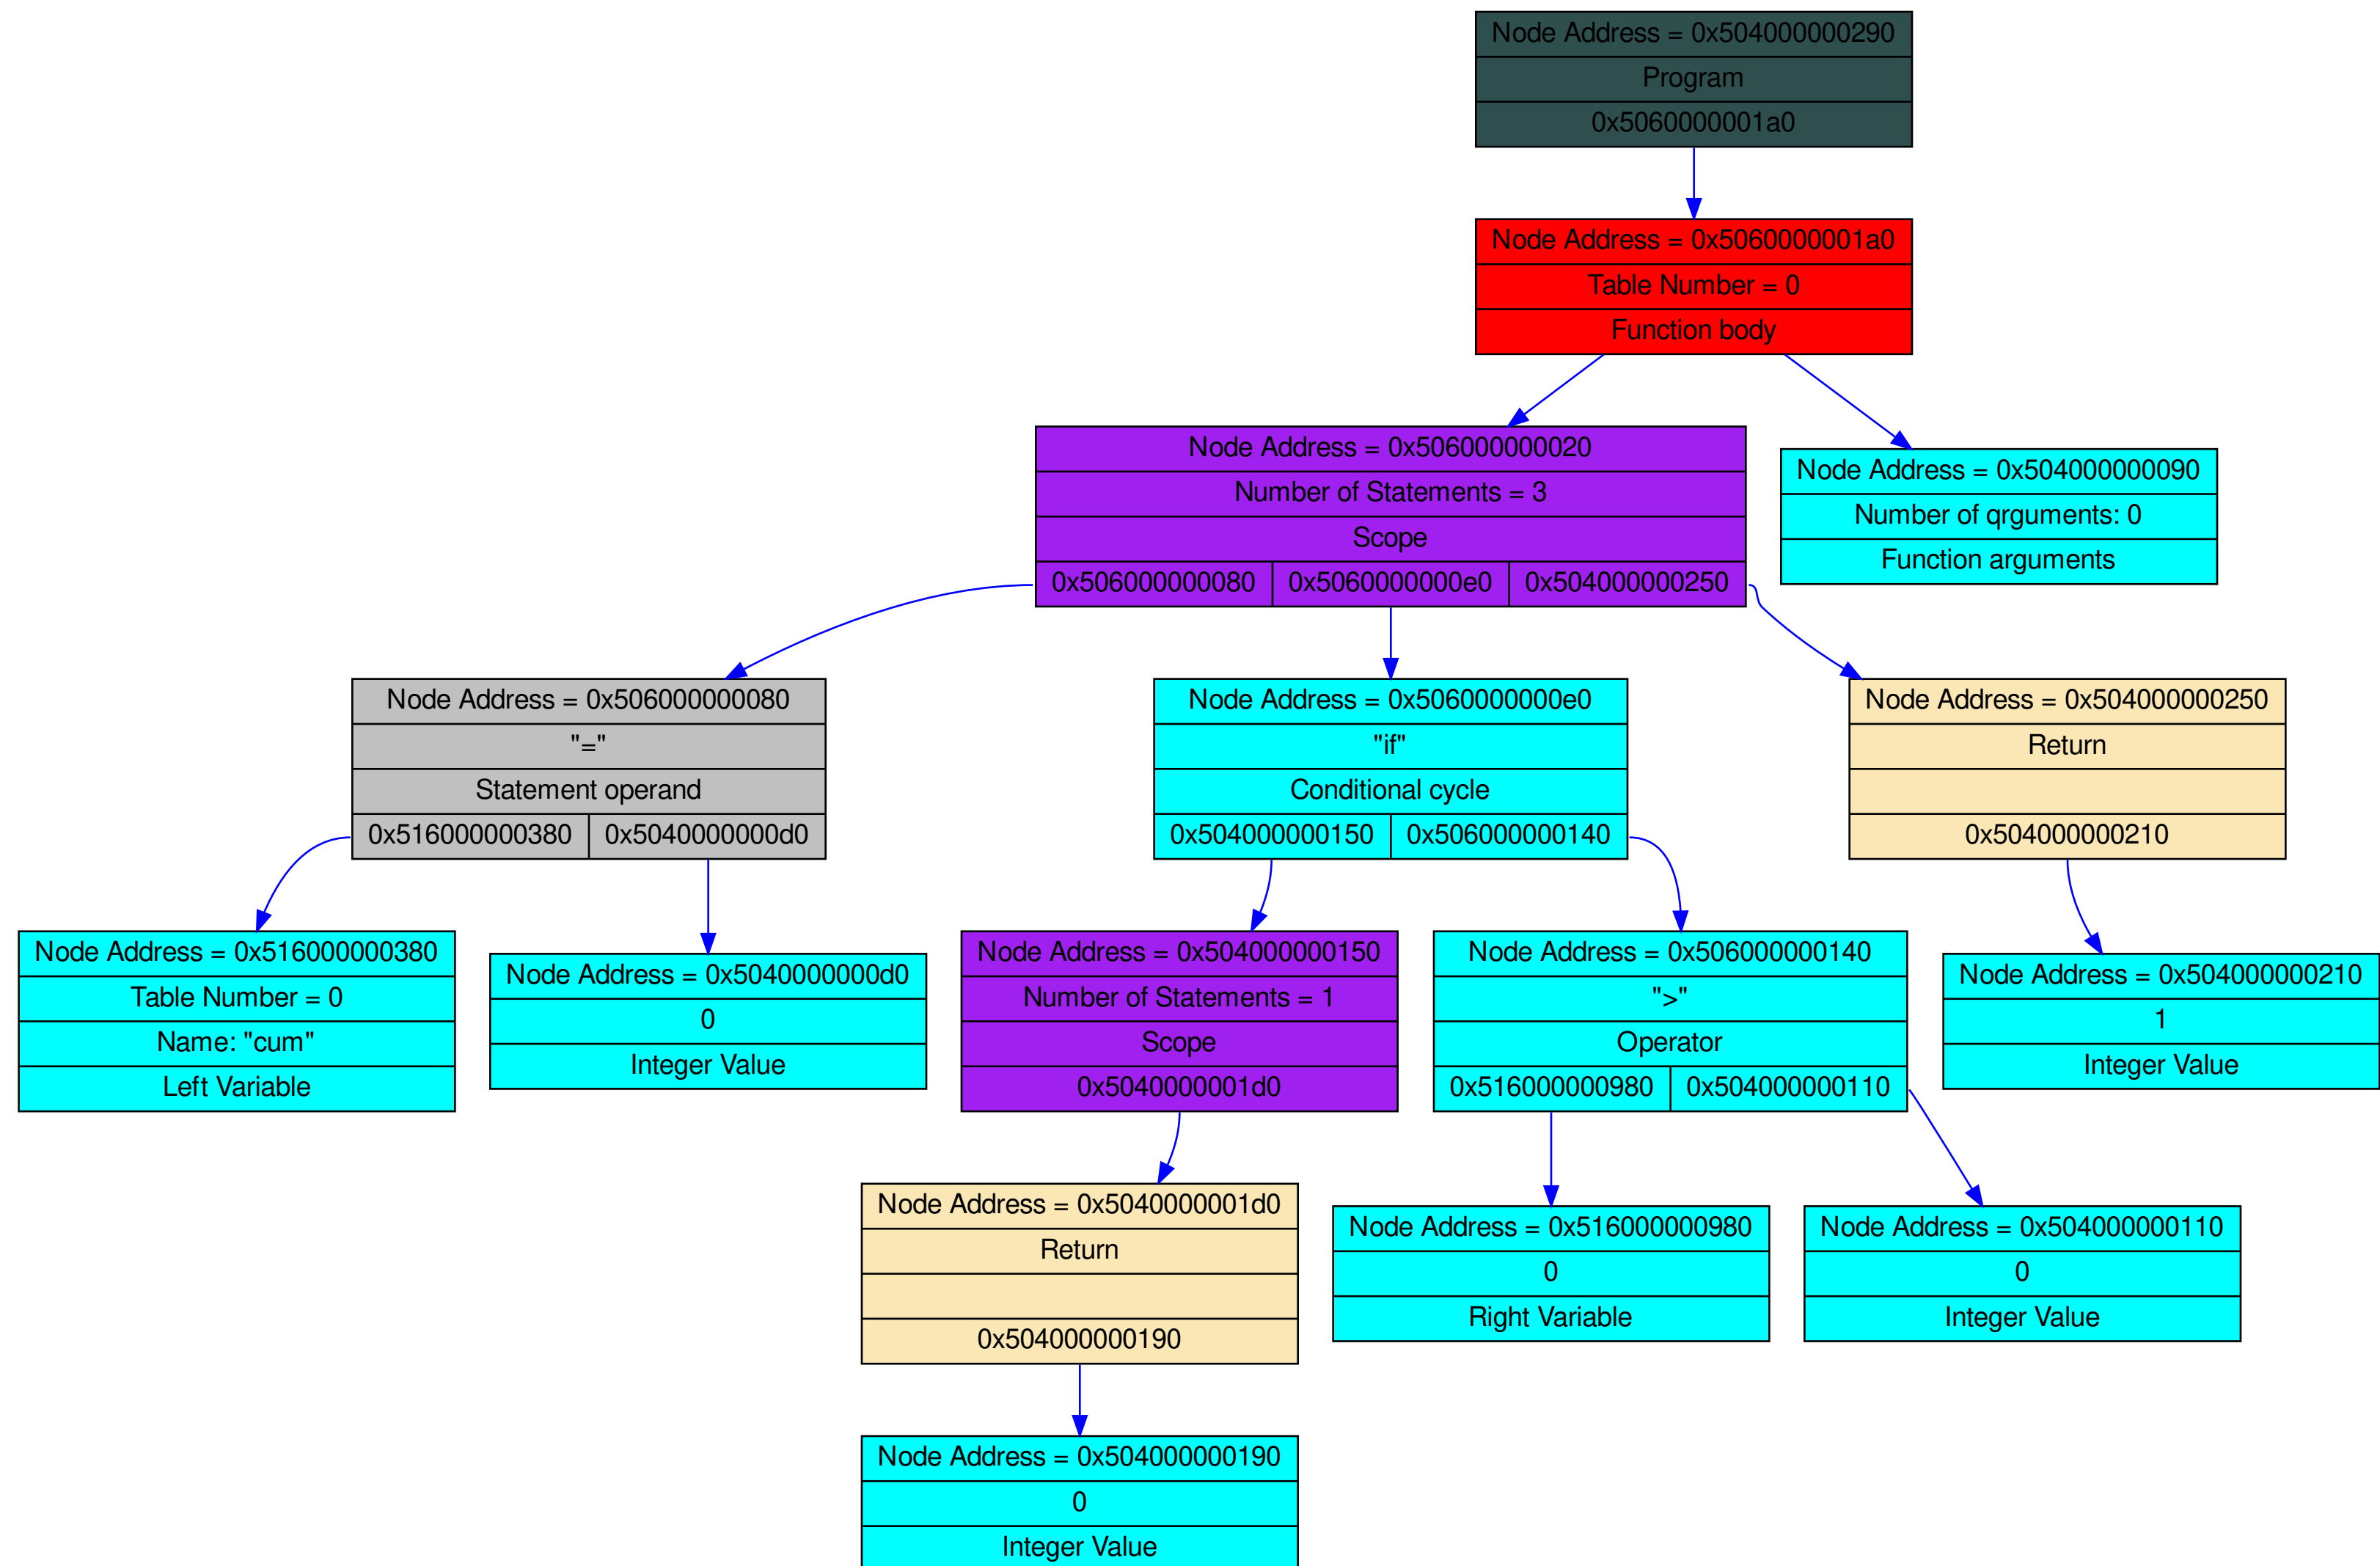 Node Address = 0x504000000290
Program
0x5060000001a0
Node Address = 0x5060000001a0
Table Number = 0
Function body
Node Address = 0x506000000020
Number of Statements = 3
Scope
0x506000000080 0x5060000000e0 0x504000000250
Node Address = 0x504000000090
Number of qrguments: 0
Function arguments
Node Address = 0x506000000080
"="
Statement operand
0x516000000380 0x5040000000d0
Node Address = 0x5060000000e0
"if"
Conditional cycle
0x504000000150 0x506000000140
Node Address = 0x504000000250
Return
0x504000000210
Node Address = 0x516000000380
Table Number = 0
Name: "cum"
Left Variable
Node Address = 0x5040000000d0
0
Integer Value
Node Address = 0x504000000150
Number of Statements = 1
Scope
0x5040000001d0
Node Address = 0x506000000140
">"
Operator
0x516000000980 0x504000000110
Node Address = 0x504000000210
1
Integer Value
Node Address = 0x5040000001d0
Return
0x504000000190
Node Address = 0x516000000980
0
Right Variable
Node Address = 0x504000000110
0
Integer Value
Node Address = 0x504000000190
0
Integer Value